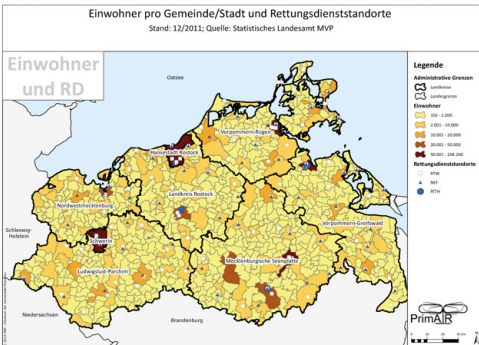 Einwohner pro Gemeinde/Stadt und Rettungsdienststandorte
Stand: 12/2011; Quelle: Statistisches Landesamt MVP
Einwohner
und RD
Ostsee
Vorpommern-Rügen
Hansestadt Rostock
Landkreis Rostock
Nordwestmecklenburg
Vorpommern-Greifswald
Schleswig-
Holstein
Schwerin
Mecklenburgische Seenplatte
Ludwigslust-Parchim
Niedersachsen
Brandenburg
Legende
Administrative Grenzen
Landkreise
Landesgrenze
Einwohner
102 - 2.000
2.001 - 10.000
10.001 - 20.000
20.001 - 50.000
50.001 - 204.260
Rettungsdienststandorte
RTW
NEF
RTH
PrimAIR